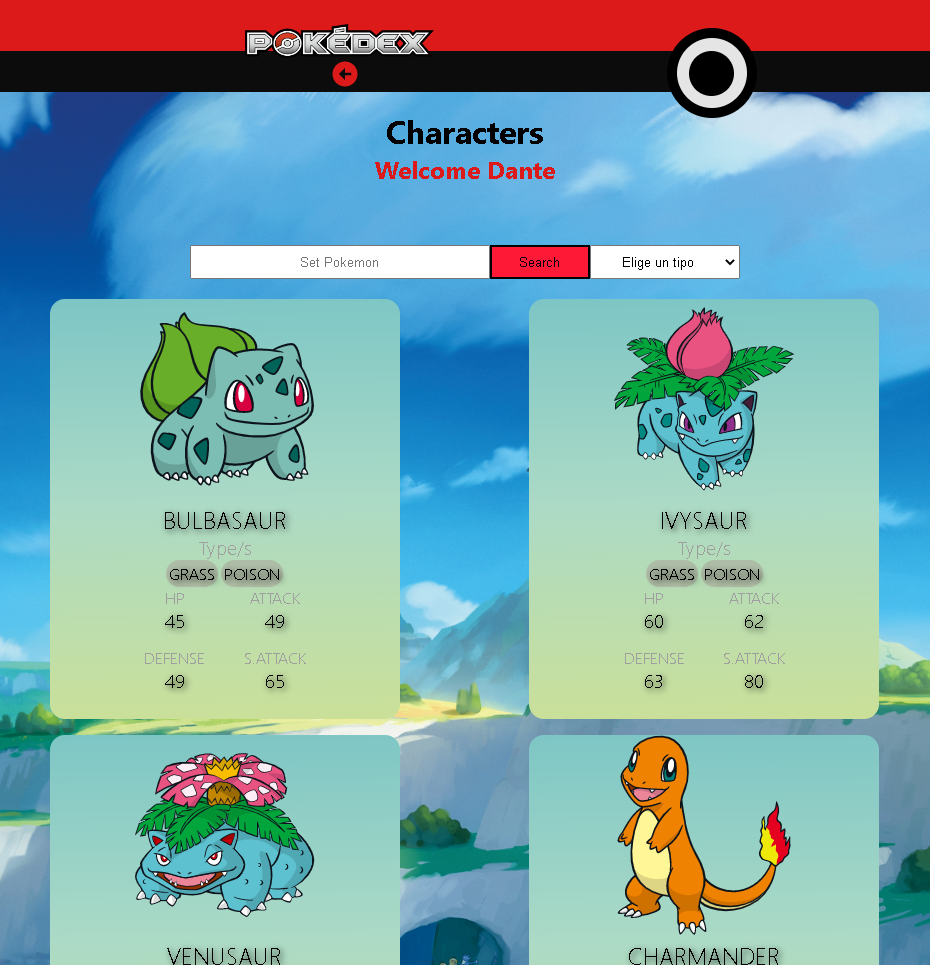 POKÉDEX
Characters
Welcome Dante
Set Pokemon Search Elige un tipo
BULBASAUR
Type/s
GRASS POISON
HP ATTACK
45 49
DEFENSE S.ATTACK
49 65
IVYSAUR
Type/s
GRASS POISON
HP ATTACK
60 62
DEFENSE S.ATTACK
63 80
VENUSAUR
CHARMANDER